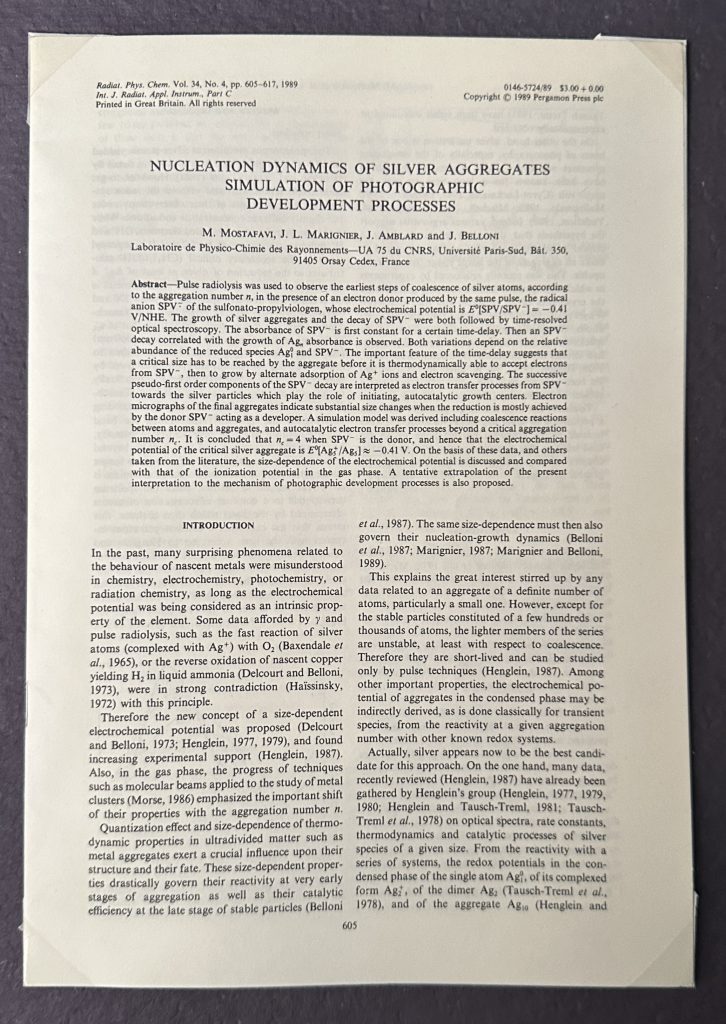 Radiat. Phys. Chem. Vol. 34, No. 4, pp. 605–617, 1989
Int. J. Radiat. Appl. Instrum., Part C
Printed in Great Britain. All rights reserved
0146-5724/89 $3.00 + 0.00
Copyright © 1989 Pergamon Press plc
NUCLEATION DYNAMICS OF SILVER AGGREGATES
SIMULATION OF PHOTOGRAPHIC
DEVELOPMENT PROCESSES
M. MOSTAFAVI, J. L. MARIGNIER, J. AMBLARD and J. BELLONI
Laboratoire de Physico-Chimie des Rayonnements—UA 75 du CNRS, Université Paris-Sud, Bât. 350,
91405 Orsay Cedex, France
Abstract—Pulse radiolysis was used to observe the earliest steps of coalescence of silver atoms, according
to the aggregation number n, in the presence of an electron donor produced by the same pulse, the radical
anion SPV⁻ of the sulfonato-propylviologen, whose electrochemical potential is E⁰[SPV/SPV⁻] = −0.41
V/NHE. The growth of silver aggregates and the decay of SPV⁻ were both followed by time-resolved
optical spectroscopy. The absorbance of SPV⁻ is first constant for a certain time-delay. Then an SPV⁻
decay correlated with the growth of Agₙ absorbance is observed. Both variations depend on the relative
abundance of the reduced species Ag⁰₁ and SPV⁻. The important feature of the time-delay suggests that
a critical size has to be reached by the aggregate before it is thermodynamically able to accept electrons
from SPV⁻, then to grow by alternate adsorption of Ag⁺ ions and electron scavenging. The successive
pseudo-first order components of the SPV⁻ decay are interpreted as electron transfer processes from SPV⁻
towards the silver particles which play the role of initiating, autocatalytic growth centers. Electron
micrographs of the final aggregates indicate substantial size changes when the reduction is mostly achieved
by the donor SPV⁻ acting as a developer. A simulation model was derived including coalescence reactions
between atoms and aggregates, and autocatalytic electron transfer processes beyond a critical aggregation
number n_c. It is concluded that n_c = 4 when SPV⁻ is the donor, and hence that the electrochemical
potential of the critical silver aggregate is E⁰[Ag₅⁺/Ag₅] ≈ −0.41 V. On the basis of these data, and others
taken from the literature, the size-dependence of the electrochemical potential is discussed and compared
with that of the ionization potential in the gas phase. A tentative extrapolation of the present
interpretation to the mechanism of photographic development processes is also proposed.
INTRODUCTION
In the past, many surprising phenomena related to
the behaviour of nascent metals were misunderstood
in chemistry, electrochemistry, photochemistry, or
radiation chemistry, as long as the electrochemical
potential was being considered as an intrinsic prop-
erty of the element. Some data afforded by γ and
pulse radiolysis, such as the fast reaction of silver
atoms (complexed with Ag⁺) with O₂ (Baxendale et
al., 1965), or the reverse oxidation of nascent copper
yielding H₂ in liquid ammonia (Delcourt and Belloni,
1973), were in strong contradiction (Haïssinsky,
1972) with this principle.
Therefore the new concept of a size-dependent
electrochemical potential was proposed (Delcourt
and Belloni, 1973; Henglein, 1977, 1979), and found
increasing experimental support (Henglein, 1987).
Also, in the gas phase, the progress of techniques
such as molecular beams applied to the study of metal
clusters (Morse, 1986) emphasized the important shift
of their properties with the aggregation number n.
Quantization effect and size-dependence of thermo-
dynamic properties in ultradivided matter such as
metal aggregates exert a crucial influence upon their
structure and their fate. These size-dependent proper-
ties drastically govern their reactivity at very early
stages of aggregation as well as their catalytic
efficiency at the late stage of stable particles (Belloni
et al., 1987). The same size-dependence must then also
govern their nucleation-growth dynamics (Belloni
et al., 1987; Marignier, 1987; Marignier and Belloni,
1989).
This explains the great interest stirred up by any
data related to an aggregate of a definite number of
atoms, particularly a small one. However, except for
the stable particles constituted of a few hundreds or
thousands of atoms, the lighter members of the series
are unstable, at least with respect to coalescence.
Therefore they are short-lived and can be studied
only by pulse techniques (Henglein, 1987). Among
other important properties, the electrochemical po-
tential of aggregates in the condensed phase may be
indirectly derived, as is done classically for transient
species, from the reactivity at a given aggregation
number with other known redox systems.
Actually, silver appears now to be the best candi-
date for this approach. On the one hand, many data,
recently reviewed (Henglein, 1987) have already been
gathered by Henglein's group (Henglein, 1977, 1979,
1980; Henglein and Tausch-Treml, 1981; Tausch-
Treml et al., 1978) on optical spectra, rate constants,
thermodynamics and catalytic processes of silver
species of a given size. From the reactivity with a
series of systems, the redox potentials in the con-
densed phase of the single atom Ag⁰₁, of its complexed
form Ag₂⁺, of the dimer Ag₂ (Tausch-Treml et al.,
1978), and of the aggregate Ag₁₀ (Henglein and
605